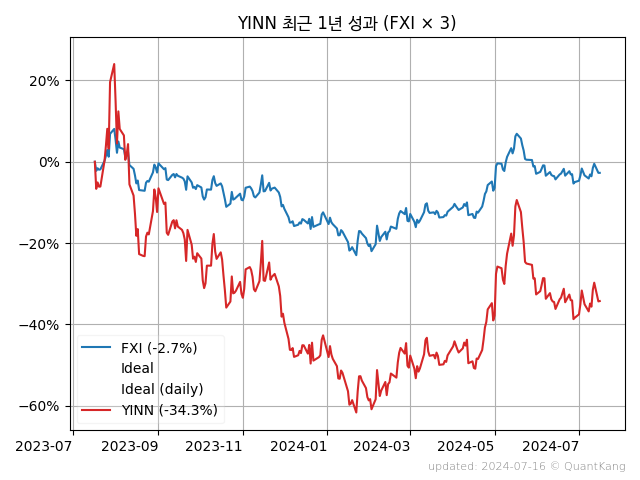 YINN 최근 1년 성과 (FXI × 3)
20%
0%
−20%
−40%
−60%
FXI (-2.7%)
Ideal
Ideal (daily)
YINN (-34.3%)
2023-07 2023-09 2023-11 2024-01 2024-03 2024-05 2024-07
updated: 2024-07-16 © QuantKang